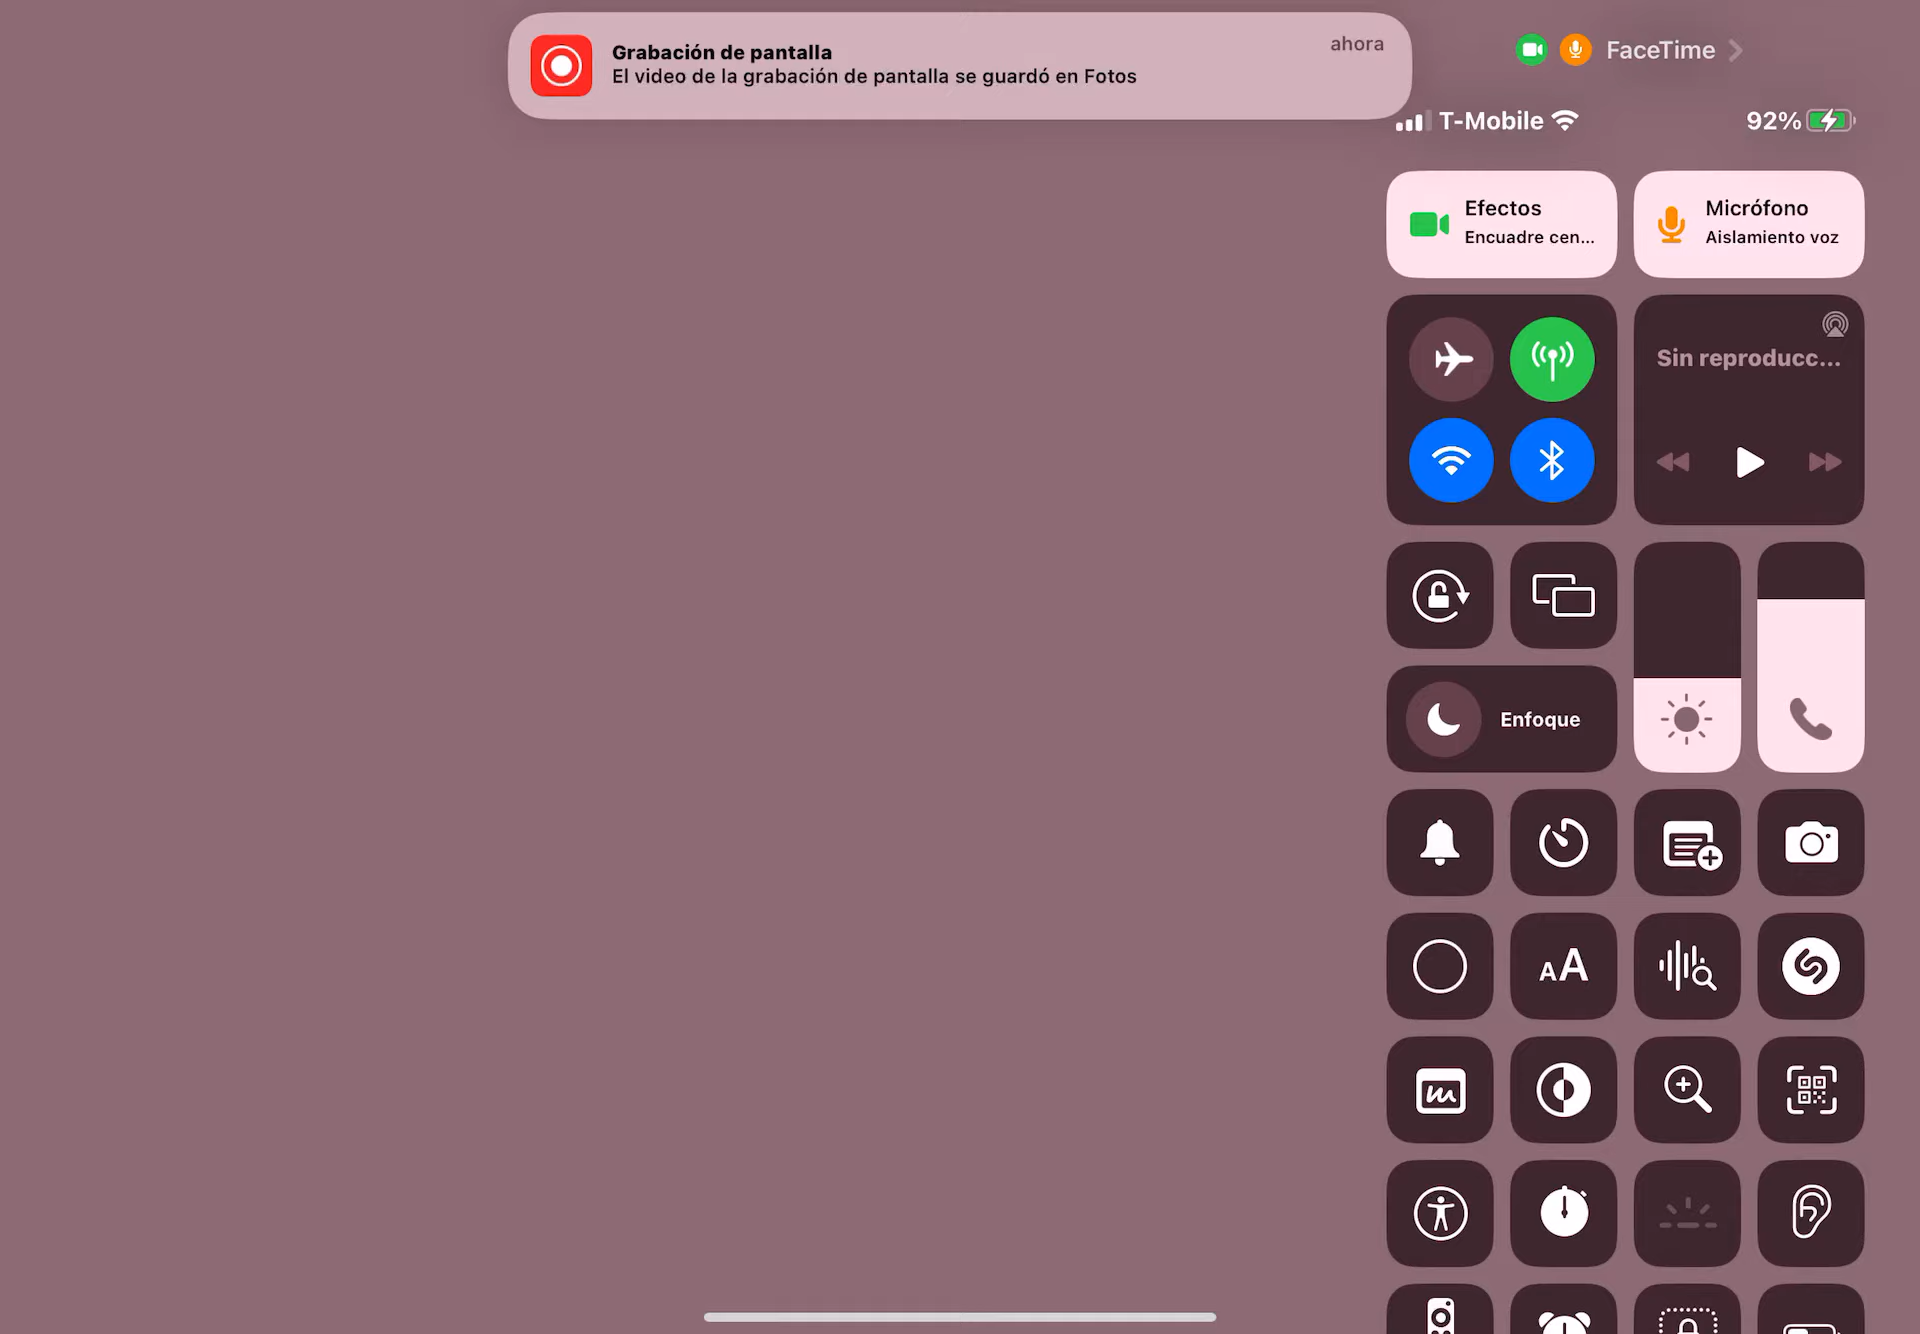 Grabación de pantalla
ahora
El video de la grabación de pantalla se guardó en Fotos
FaceTime
T-Mobile
92%
Efectos
Encuadre cen...
Micrófono
Aislamiento voz
Sin reproducc...
Enfoque
AA